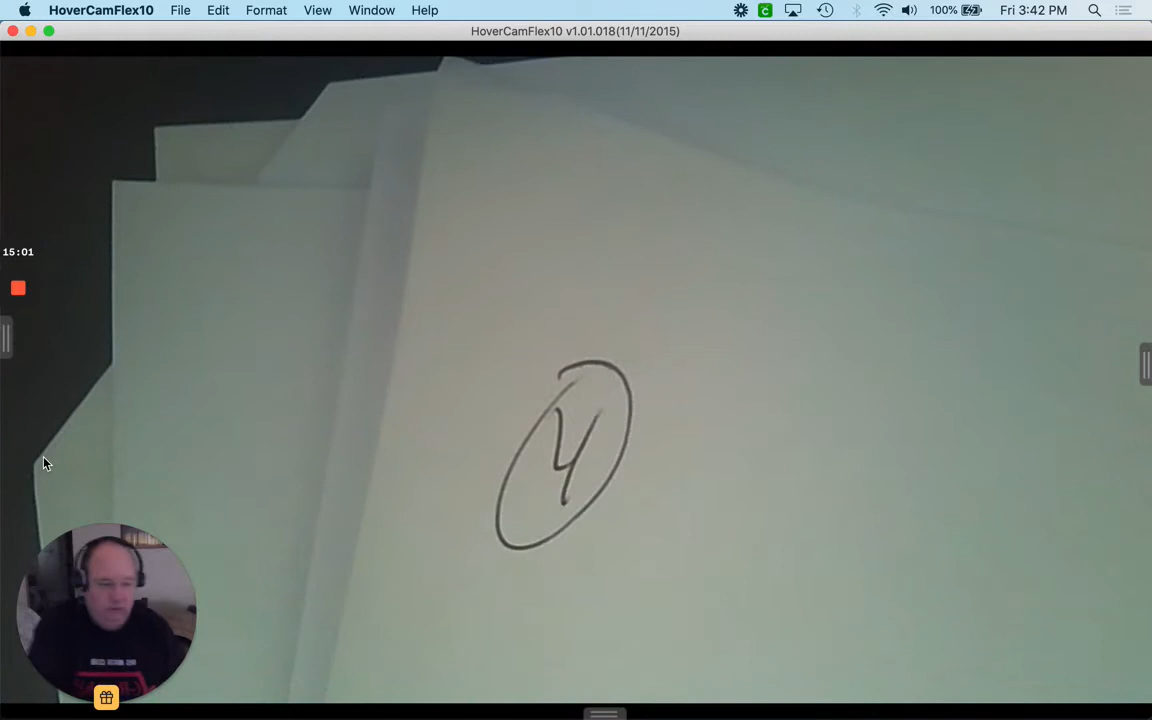 HoverCamFlex10 File Edit Format View Window Help 100% Fri 3:42 PM
HoverCamFlex10 v1.01.018(11/11/2015)
15:01
4